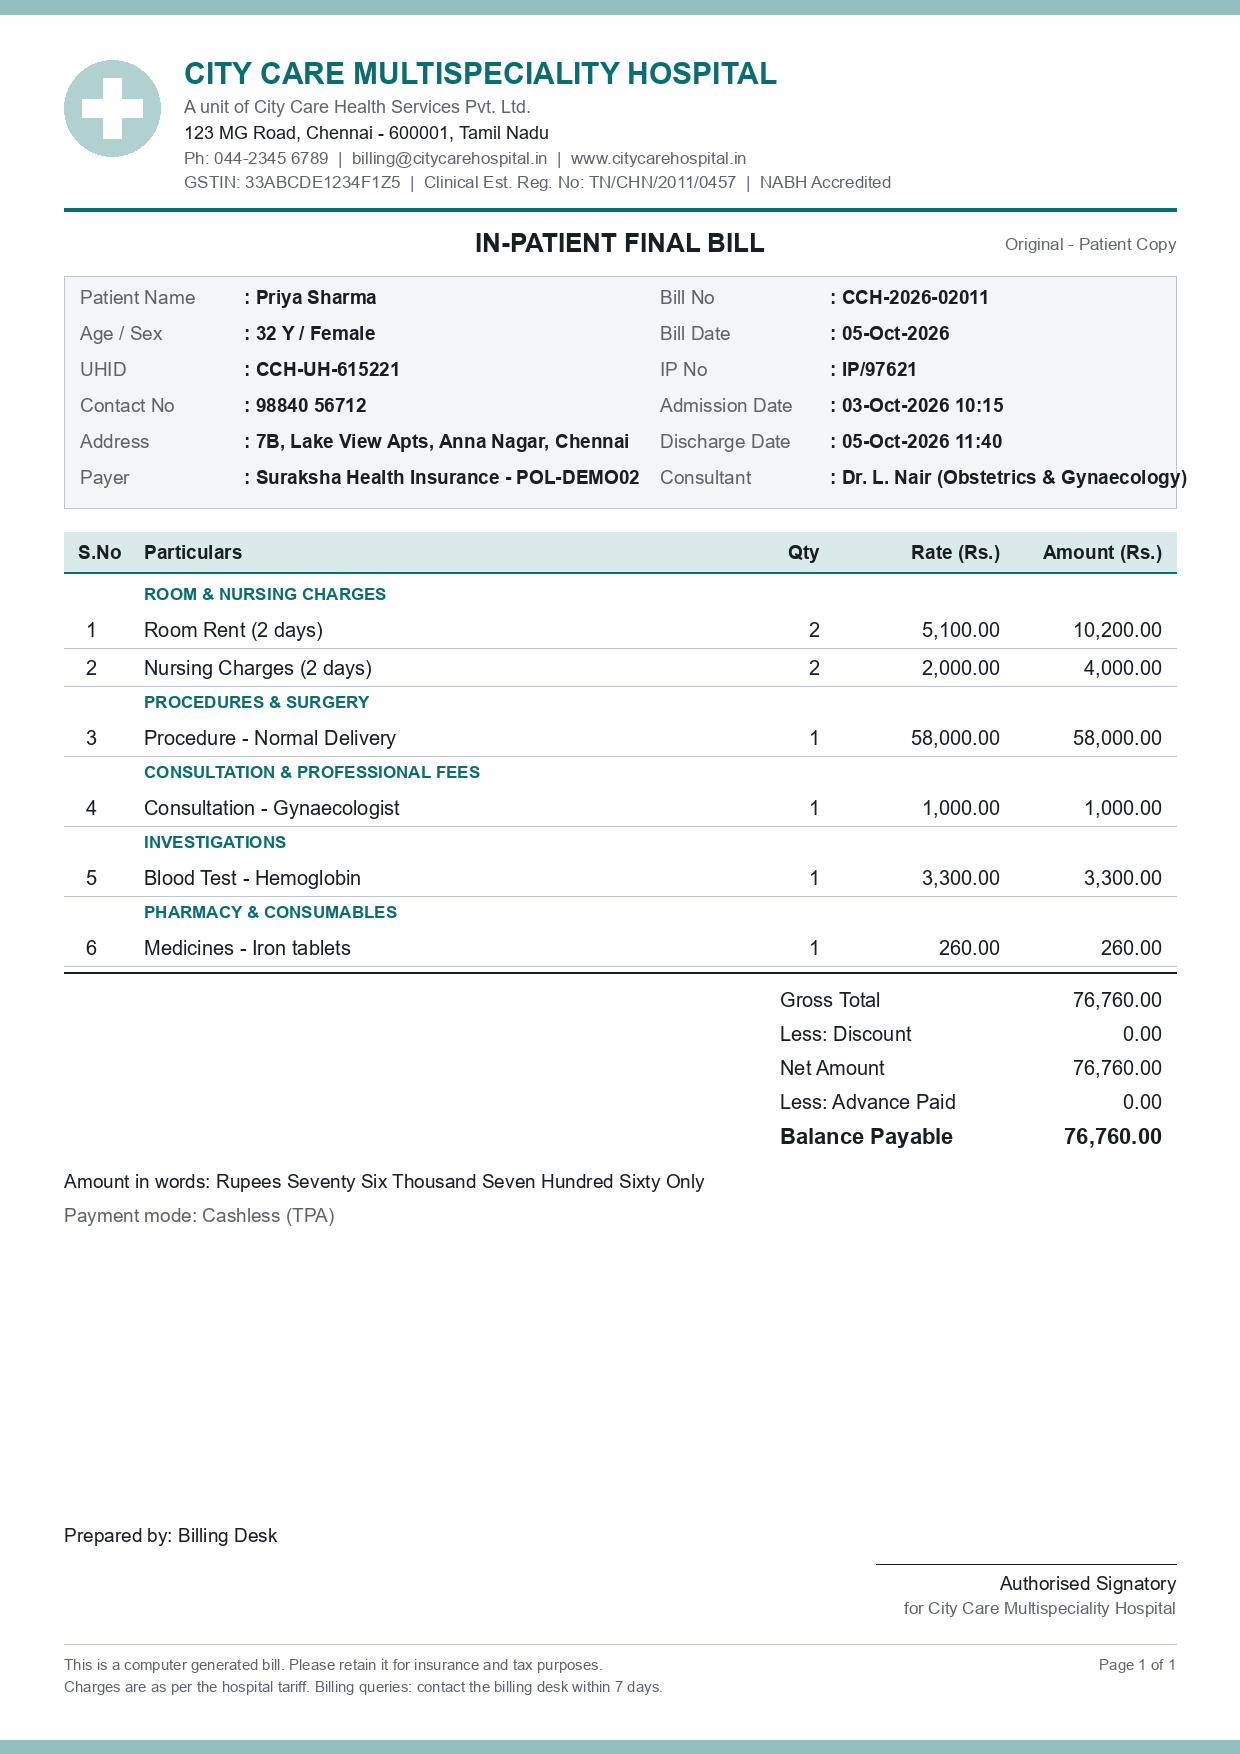 CITY CARE MULTISPECIALITY HOSPITAL
A unit of City Care Health Services Pvt. Ltd.
123 MG Road, Chennai - 600001, Tamil Nadu
Ph: 044-2345 6789 | billing@citycarehospital.in | www.citycarehospital.in
GSTIN: 33ABCDE1234F1Z5 | Clinical Est. Reg. No: TN/CHN/2011/0457 | NABH Accredited
IN-PATIENT FINAL BILL Original - Patient Copy
Patient Name : Priya Sharma Bill No : CCH-2026-02011
Age / Sex : 32 Y / Female Bill Date : 05-Oct-2026
UHID : CCH-UH-615221 IP No : IP/97621
Contact No : 98840 56712 Admission Date : 03-Oct-2026 10:15
Address : 7B, Lake View Apts, Anna Nagar, Chennai Discharge Date : 05-Oct-2026 11:40
Payer : Suraksha Health Insurance - POL-DEMO02 Consultant : Dr. L. Nair (Obstetrics & Gynaecology)
S.No Particulars Qty Rate (Rs.) Amount (Rs.)
ROOM & NURSING CHARGES
1 Room Rent (2 days) 2 5,100.00 10,200.00
2 Nursing Charges (2 days) 2 2,000.00 4,000.00
PROCEDURES & SURGERY
3 Procedure - Normal Delivery 1 58,000.00 58,000.00
CONSULTATION & PROFESSIONAL FEES
4 Consultation - Gynaecologist 1 1,000.00 1,000.00
INVESTIGATIONS
5 Blood Test - Hemoglobin 1 3,300.00 3,300.00
PHARMACY & CONSUMABLES
6 Medicines - Iron tablets 1 260.00 260.00
Gross Total 76,760.00
Less: Discount 0.00
Net Amount 76,760.00
Less: Advance Paid 0.00
Balance Payable 76,760.00
Amount in words: Rupees Seventy Six Thousand Seven Hundred Sixty Only
Payment mode: Cashless (TPA)
Prepared by: Billing Desk
Authorised Signatory
for City Care Multispeciality Hospital
This is a computer generated bill. Please retain it for insurance and tax purposes. Page 1 of 1
Charges are as per the hospital tariff. Billing queries: contact the billing desk within 7 days.